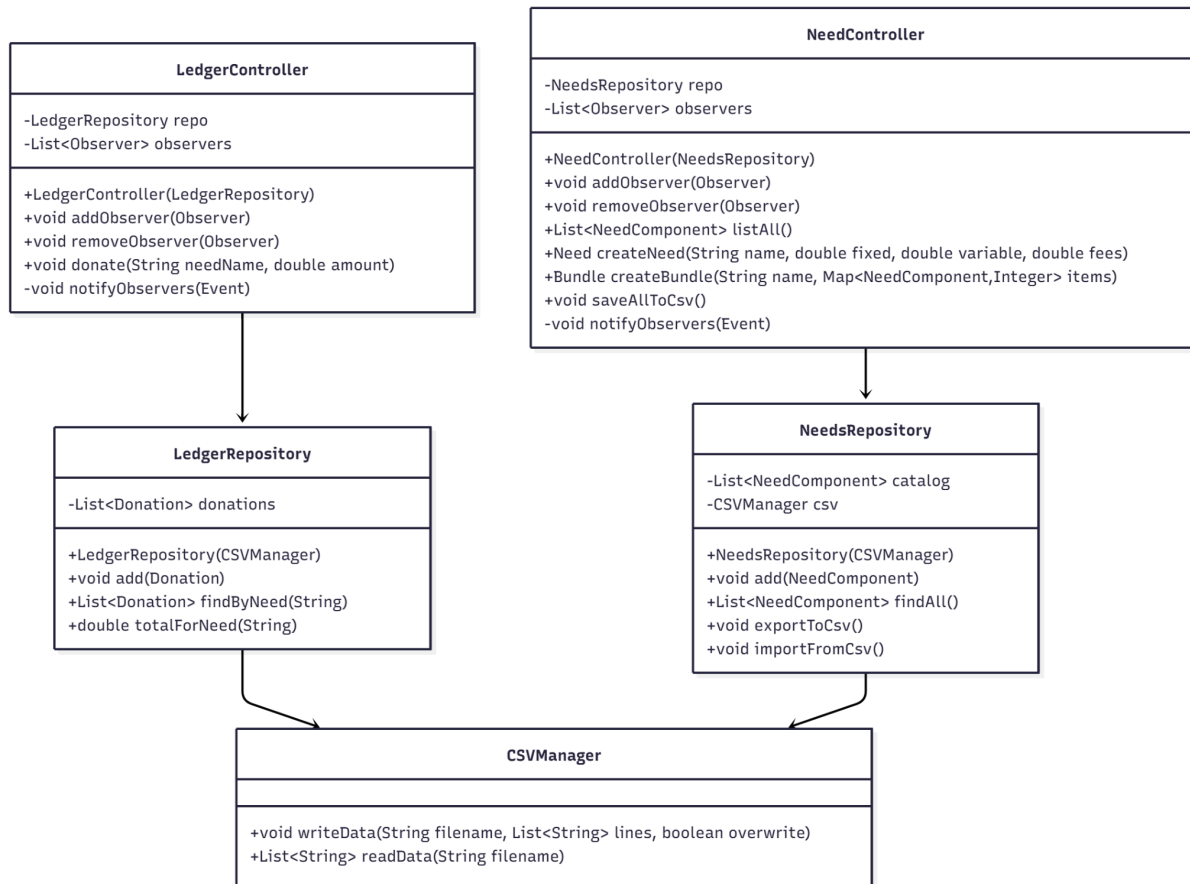 LedgerController
-LedgerRepository repo
-List<Observer> observers
+LedgerController(LedgerRepository)
+void addObserver(Observer)
+void removeObserver(Observer)
+void donate(String needName, double amount)
-void notifyObservers(Event)
NeedController
-NeedsRepository repo
-List<Observer> observers
+NeedController(NeedsRepository)
+void addObserver(Observer)
+void removeObserver(Observer)
+List<NeedComponent> listAll()
+Need createNeed(String name, double fixed, double variable, double fees)
+Bundle createBundle(String name, Map<NeedComponent,Integer> items)
+void saveAllToCsv()
-void notifyObservers(Event)
LedgerRepository
-List<Donation> donations
+LedgerRepository(CSVManager)
+void add(Donation)
+List<Donation> findByNeed(String)
+double totalForNeed(String)
NeedsRepository
-List<NeedComponent> catalog
-CSVManager csv
+NeedsRepository(CSVManager)
+void add(NeedComponent)
+List<NeedComponent> findAll()
+void exportToCsv()
+void importFromCsv()
CSVManager
+void writeData(String filename, List<String> lines, boolean overwrite)
+List<String> readData(String filename)